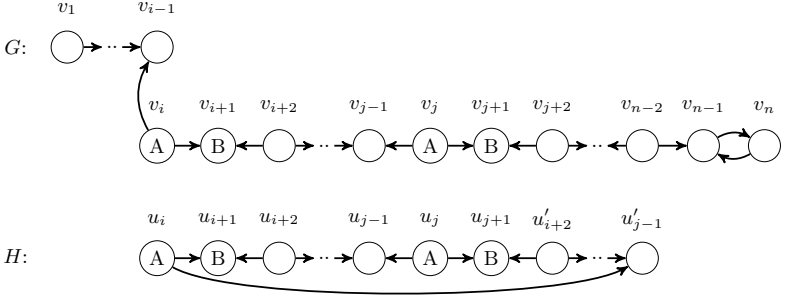 v₁ vᵢ₋₁
G:
vᵢ vᵢ₊₁ vᵢ₊₂ vⱼ₋₁ vⱼ vⱼ₊₁ vⱼ₊₂ vₙ₋₂ vₙ₋₁ vₙ
A B ·· A B ··
uᵢ uᵢ₊₁ uᵢ₊₂ uⱼ₋₁ uⱼ uⱼ₊₁ u′ᵢ₊₂ u′ⱼ₋₁
H: A B ·· A B ··